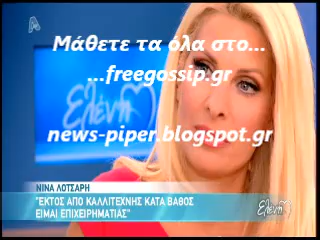 Μάθετε τα όλα στο...
...freegossip.gr
Ελένη
news-piper.blogspot.gr
ΝΙΝΑ ΛΟΤΣΑΡΗ
"ΕΚΤΟΣ ΑΠΟ ΚΑΛΛΙΤΕΧΝΗΣ ΚΑΤΑ ΒΑΘΟΣ
ΕΙΜΑΙ ΕΠΙΧΕΙΡΗΜΑΤΙΑΣ"
Ελένη